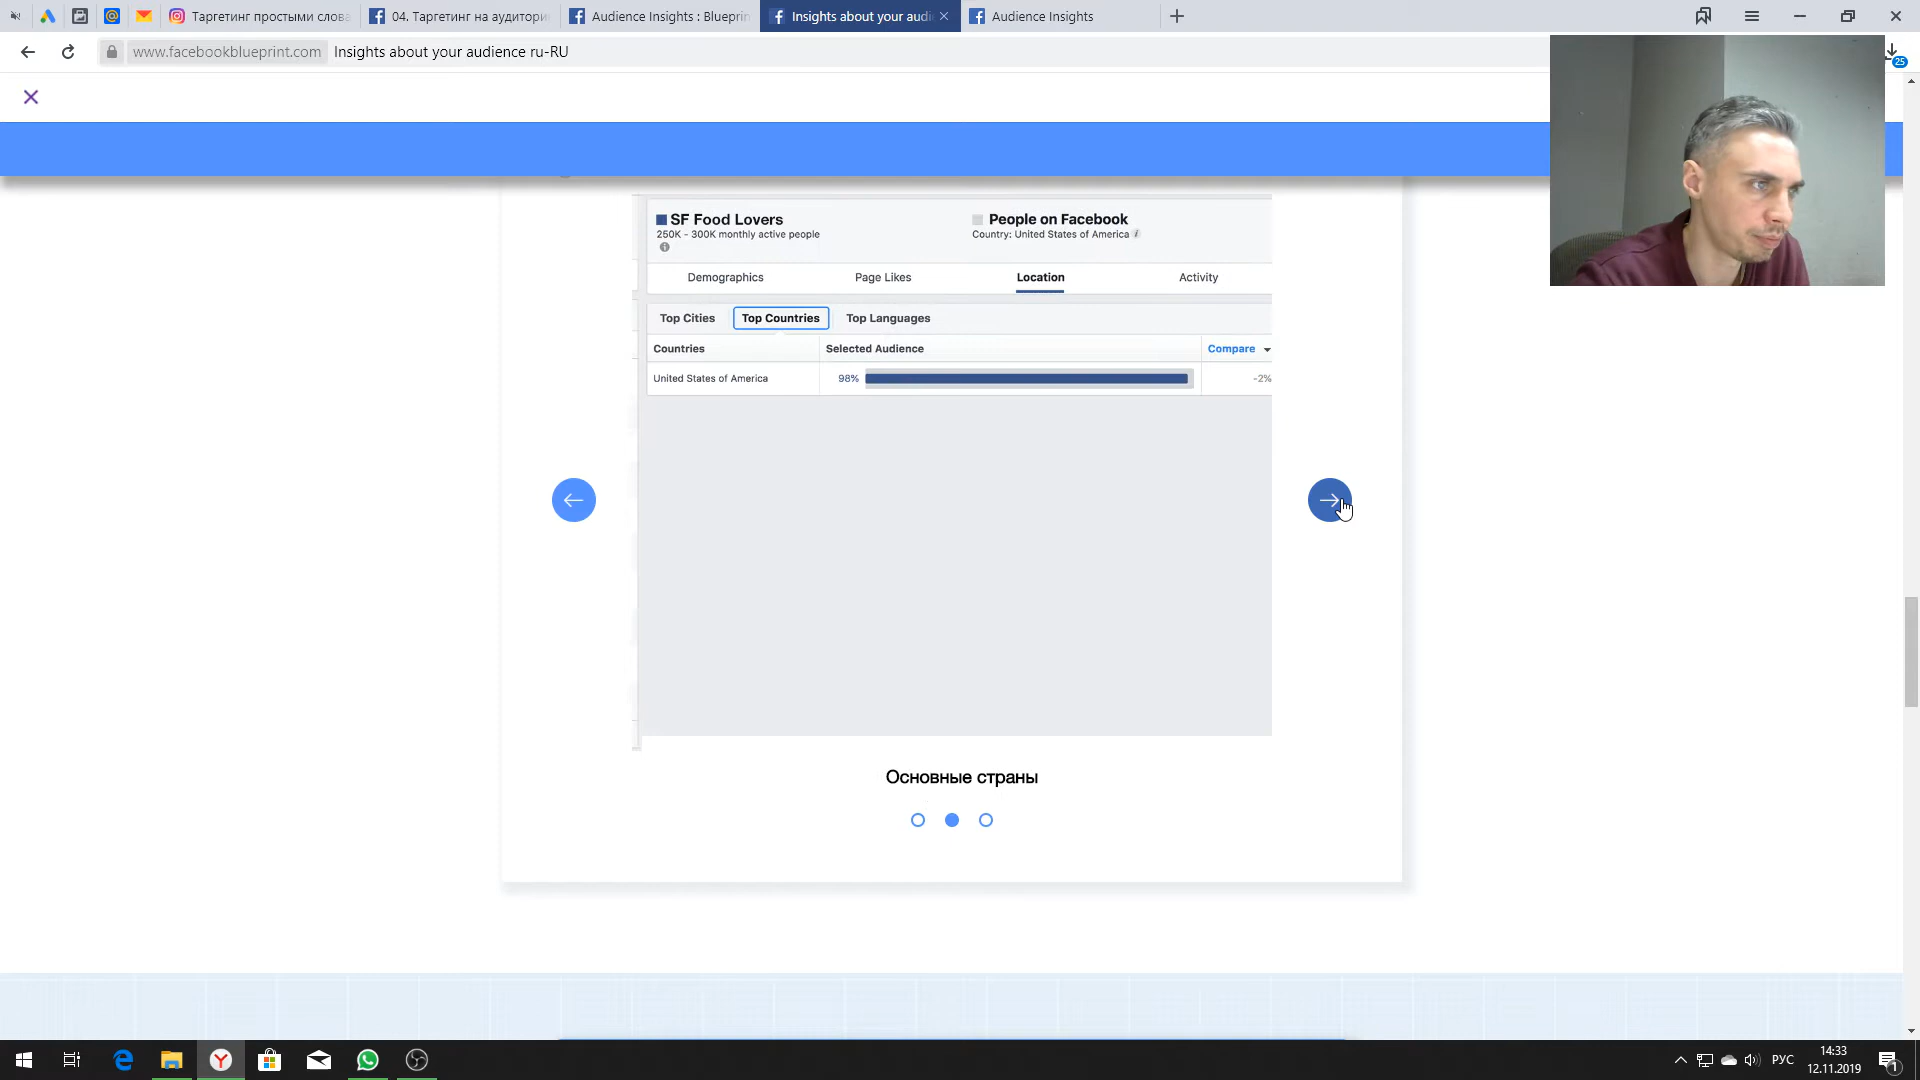 Таргетинг простыми слова
04. Таргетинг на аудитори
Audience Insights : Blueprin
Insights about your audi
Audience Insights
www.facebookblueprint.com Insights about your audience ru-RU
25
SF Food Lovers
250K - 300K monthly active people
People on Facebook
Country: United States of America
Demographics
Page Likes
Location
Activity
Top Cities
Top Countries
Top Languages
Countries
Selected Audience
Compare
United States of America
98%
-2%
Основные страны
РУС
14:33
12.11.2019
1